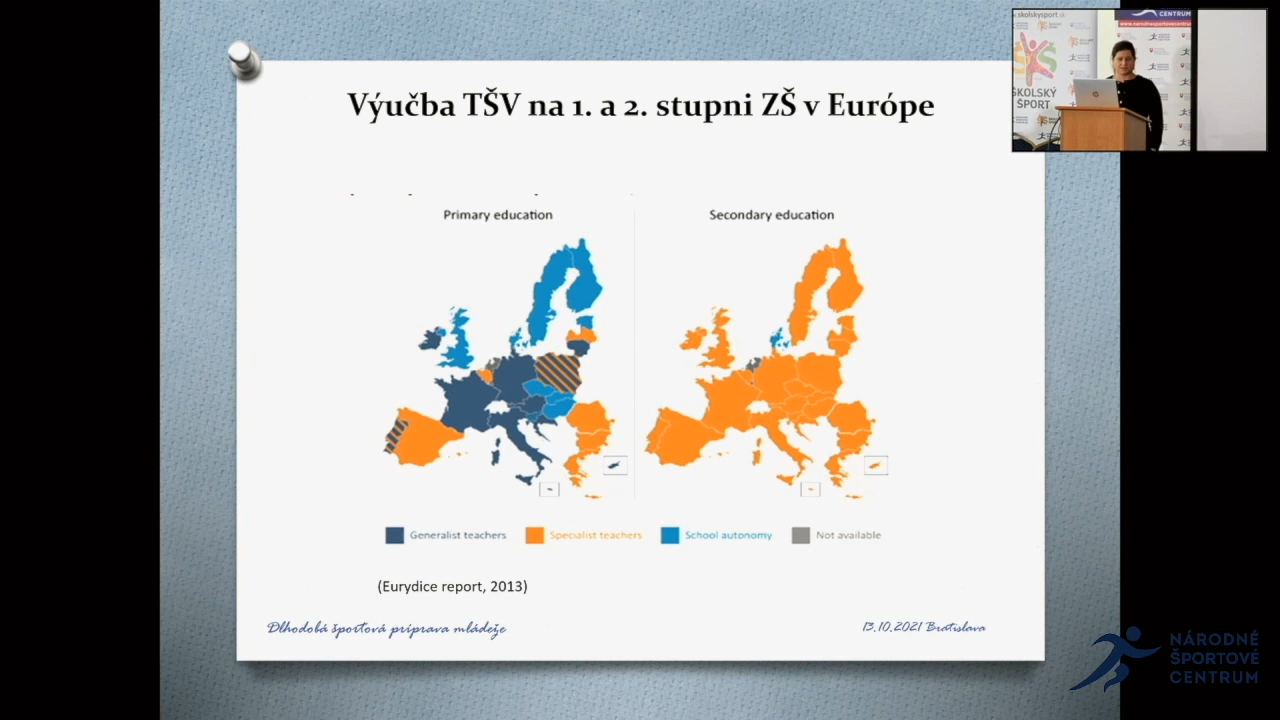 Výučba TŠV na 1. a 2. stupni ZŠ v Európe
Primary education
Secondary education
Generalist teachers
Specialist teachers
School autonomy
Not available
(Eurydice report, 2013)
Dlhodobá športová príprava mládeže
13.10.2021 Bratislava
ŠKOLSKÝ
ŠPORT
CENTRUM
NÁRODNÉ
ŠPORTOVÉ
CENTRUM